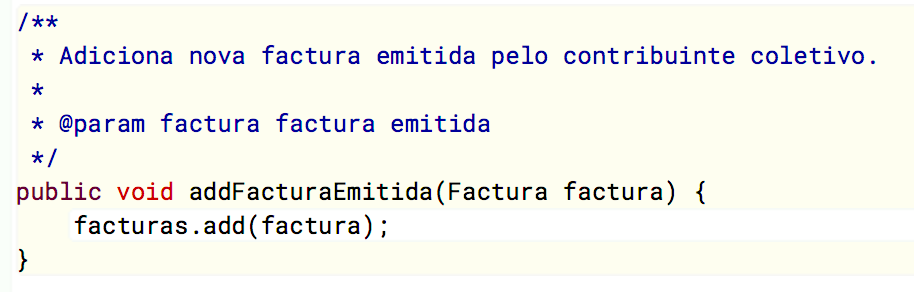 /**
 * Adiciona nova factura emitida pelo contribuinte coletivo.
 *
 * @param factura factura emitida
 */
public void addFacturaEmitida(Factura factura) {
    facturas.add(factura);
}